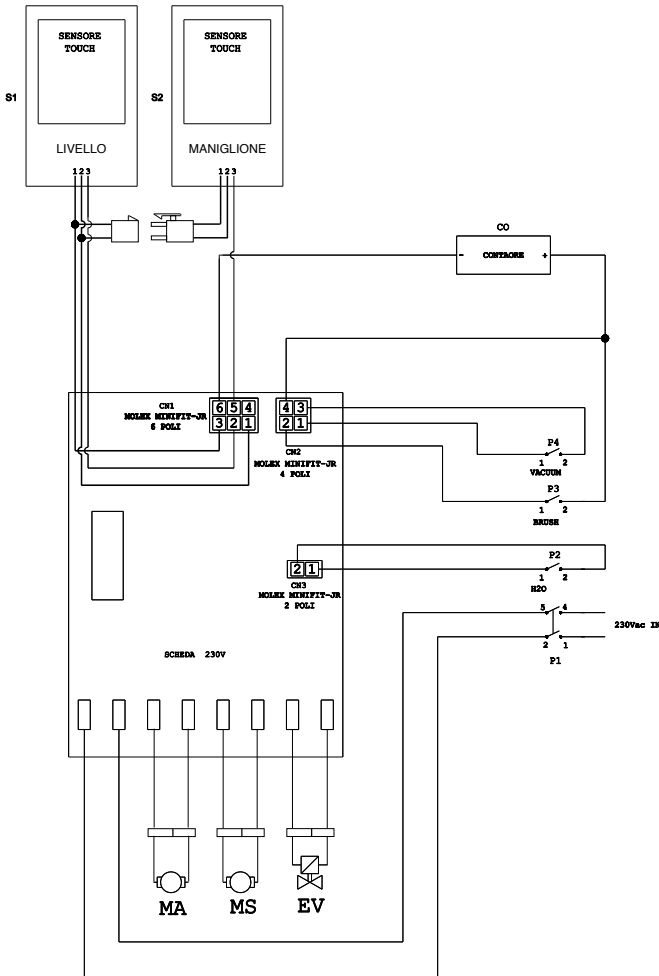 SENSORE
TOUCH
SENSORE
TOUCH
S1
S2
LIVELLO
MANIGLIONE
1 2 3
1 2 3
CO
- CONTAORE +
CN1
MOLEX MINIFIT-JR
6 POLI
6 5 4
3 2 1
4 3
2 1
CN2
MOLEX MINIFIT-JR
4 POLI
P4
1 2
VACUUM
P3
1 2
BRUSH
P2
1 2
H2O
2 1
CN3
MOLEX MINIFIT-JR
2 POLI
5 4
230Vac IN
2 1
P1
SCHEDA 230V
MA
MS
EV